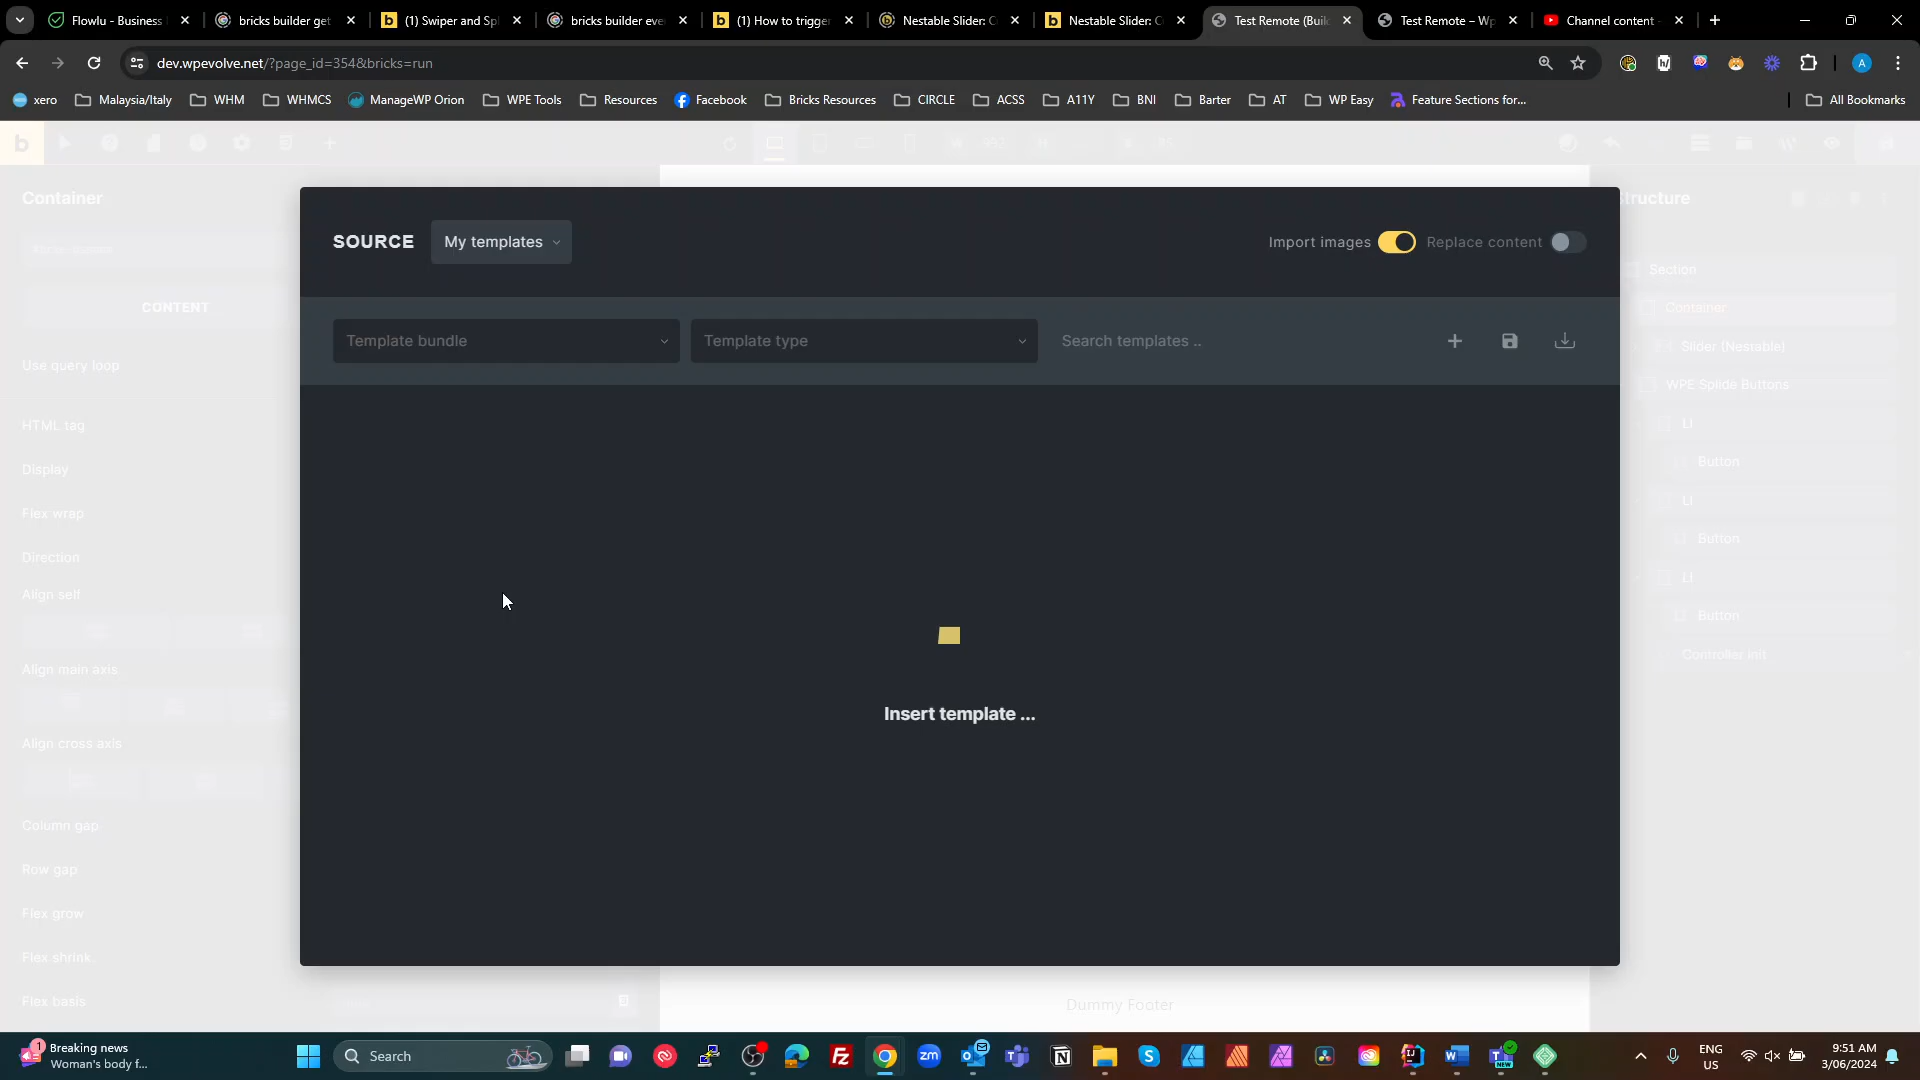 Flowlu - Business
bricks builder get
(1) Swiper and Spl
bricks builder eve
(1) How to trigger
Nestable Slider: C
Nestable Slider: C
Test Remote (Buil
Test Remote – Wp
Channel content -
dev.wpevolve.net/?page_id=354&bricks=run
A
xero
Malaysia/Italy
WHM
WHMCS
ManageWP Orion
WPE Tools
Resources
Facebook
Bricks Resources
CIRCLE
ACSS
A11Y
BNI
Barter
AT
WP Easy
Feature Sections for...
All Bookmarks
b
Container
Structure
SOURCE
My templates
Import images
Replace content
Section
CONTENT
Container
Template bundle
Template type
Search templates ..
Slider (Nestable)
Use query loop
WPE Splide Buttons
HTML tag
LI
Display
Button
Flex wrap
LI
Button
Direction
LI
Align self
Button
Controller init
Align main axis
Insert template ...
Align cross axis
Column gap
Row gap
Flex grow
Flex shrink
Flex basis
Dummy Footer
1
Breaking news
Woman's body f...
Search
zm
NEW
ENG
US
9:51 AM
3/06/2024